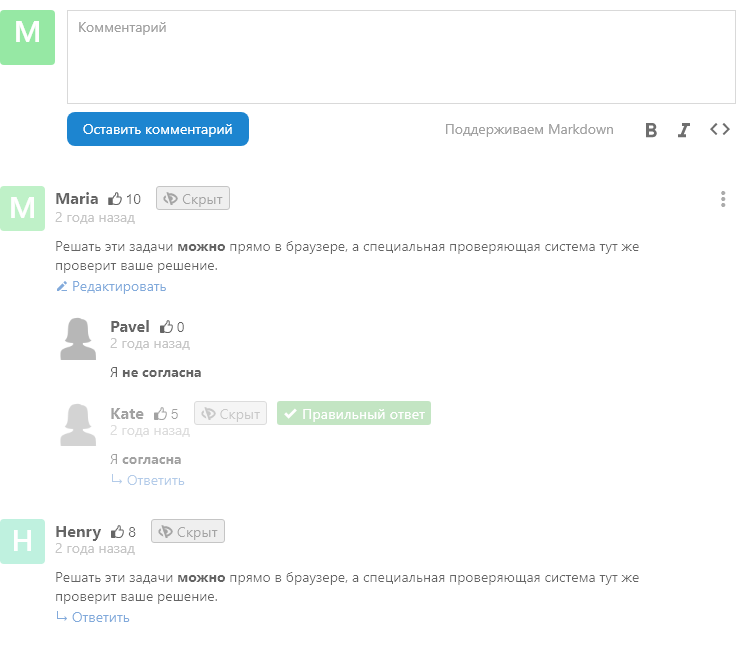 M
Комментарий
Оставить комментарий
Поддерживаем Markdown B I <>
M
Maria 10 Скрыт
2 года назад
Решать эти задачи можно прямо в браузере, а специальная проверяющая система тут же
проверит ваше решение.
Редактировать
Pavel 0
2 года назад
Я не согласна
Kate 5 Скрыт Правильный ответ
2 года назад
Я согласна
Ответить
H
Henry 8 Скрыт
2 года назад
Решать эти задачи можно прямо в браузере, а специальная проверяющая система тут же
проверит ваше решение.
Ответить